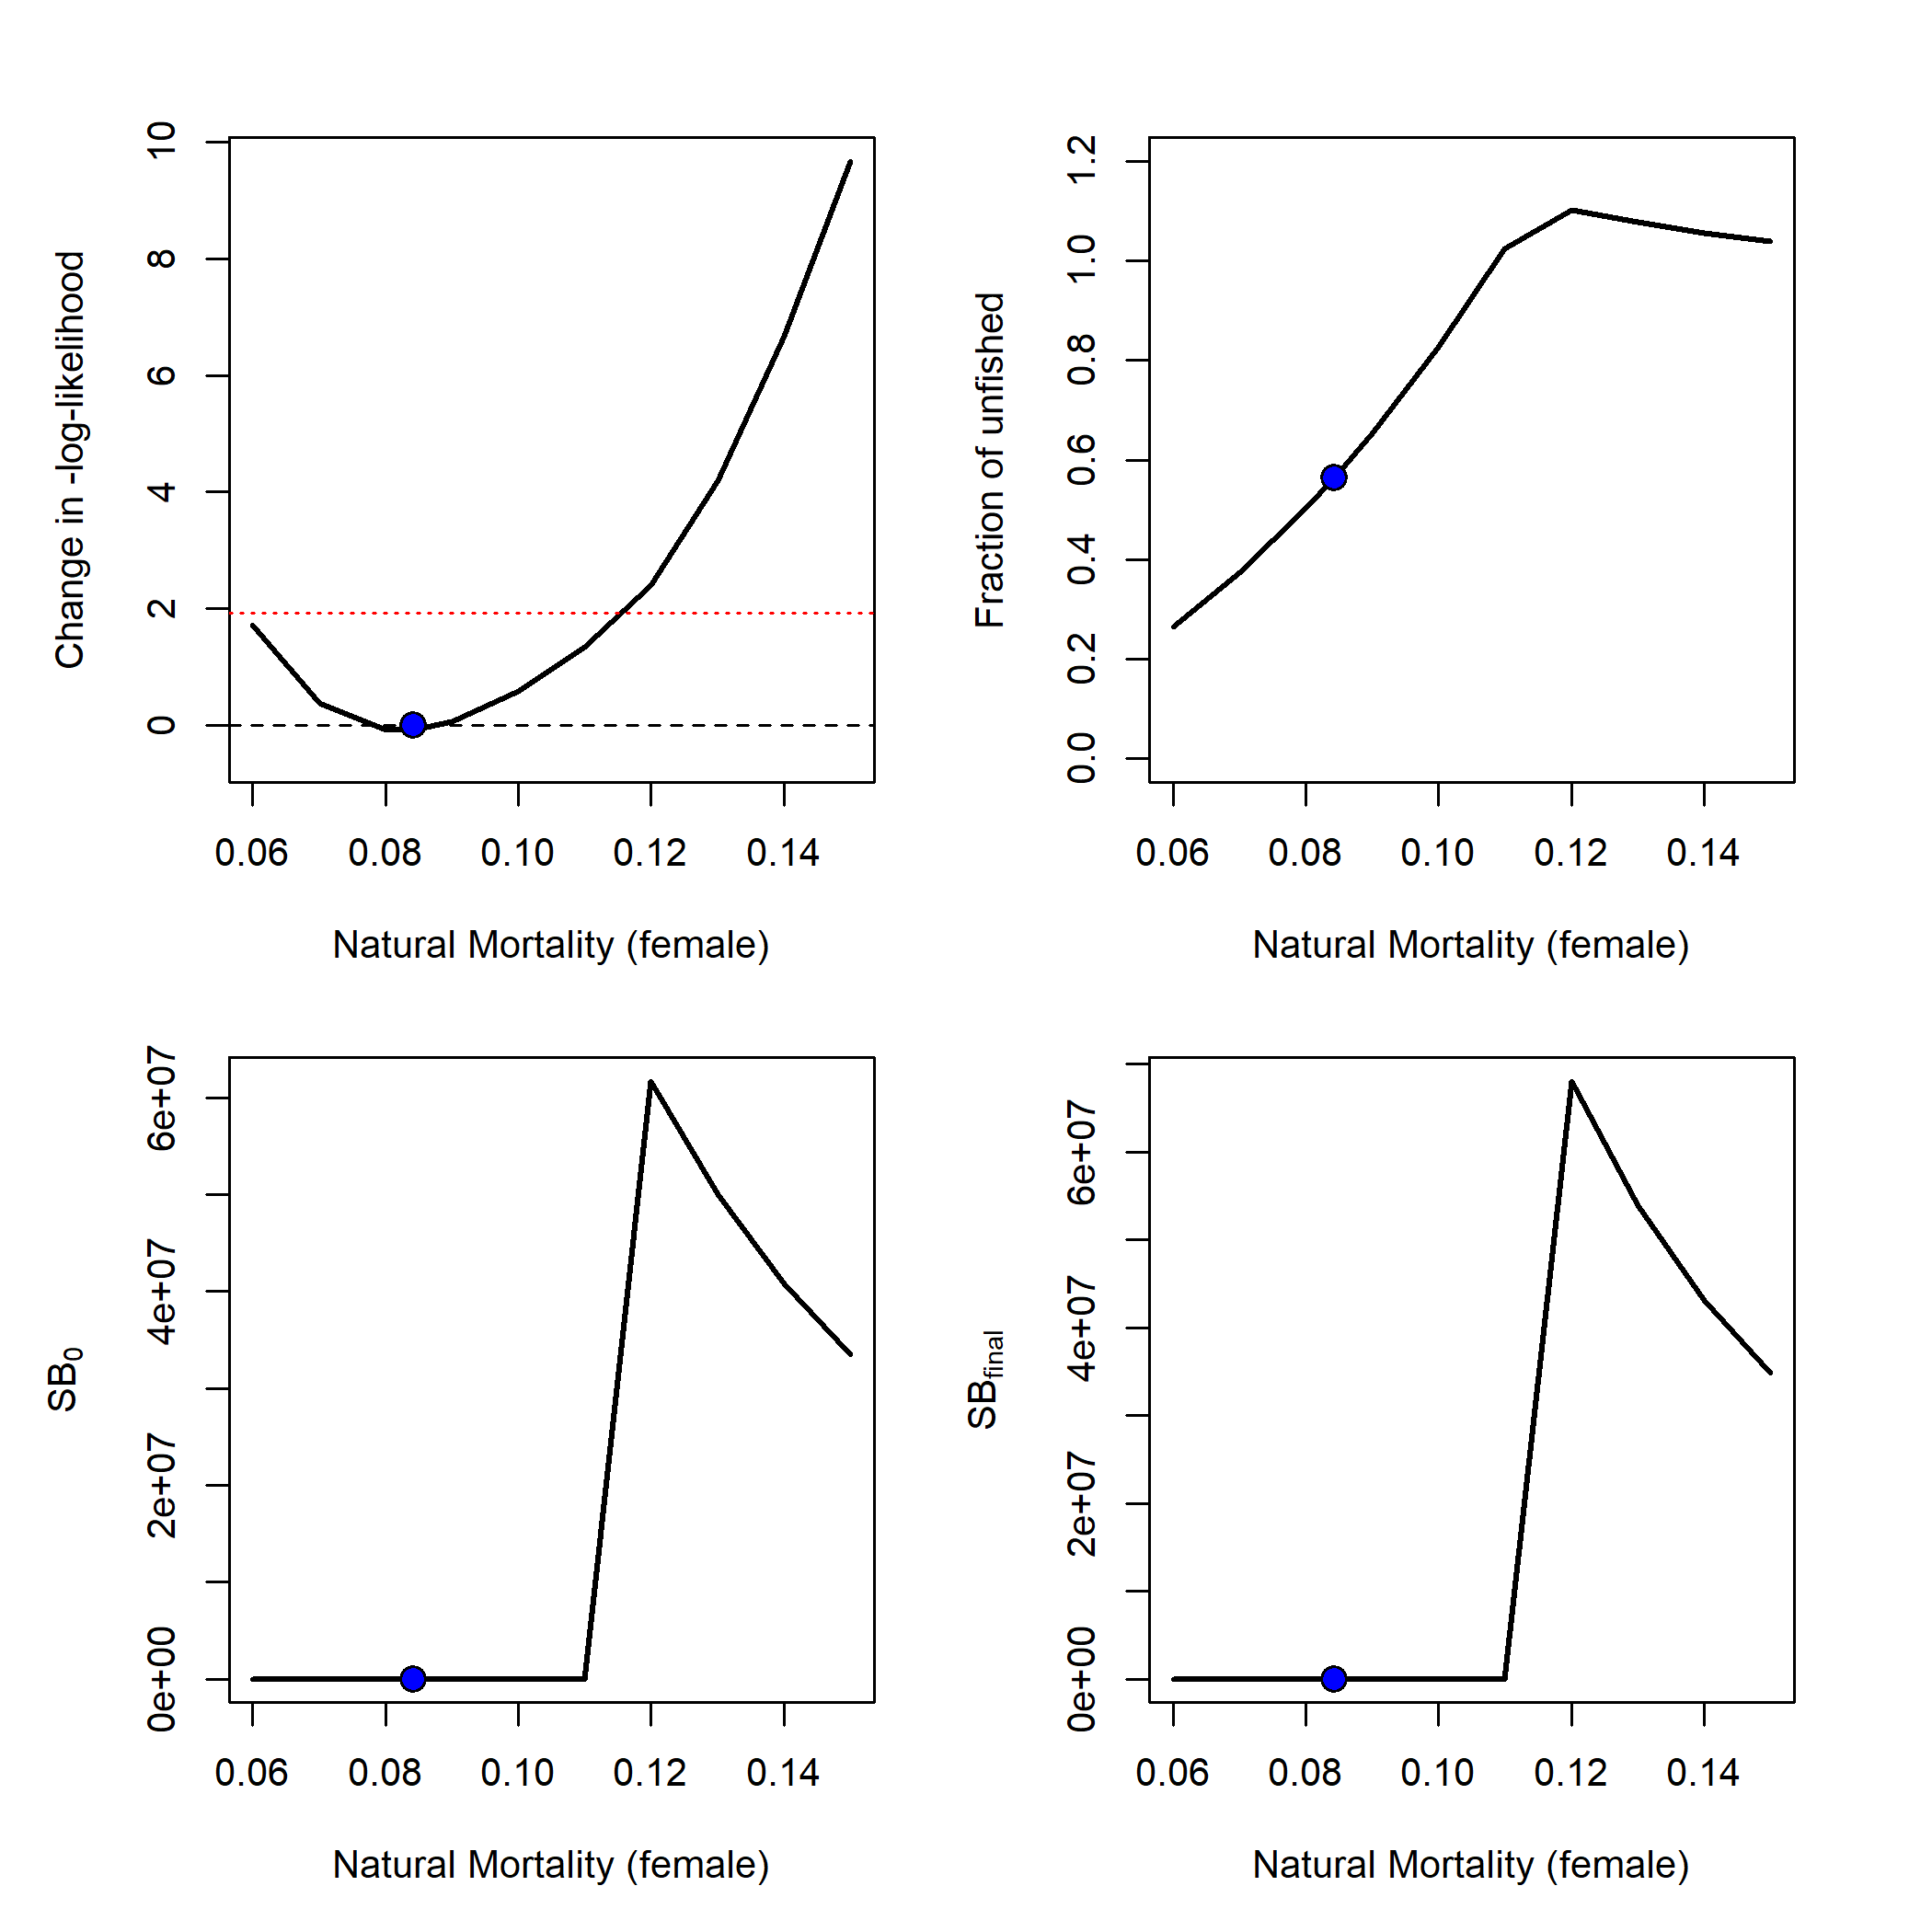 Change in -log-likelihood
0 2 4 6 8 10
0.06 0.08 0.10 0.12 0.14
Natural Mortality (female)
Fraction of unfished
0.0 0.2 0.4 0.6 0.8 1.0 1.2
0.06 0.08 0.10 0.12 0.14
Natural Mortality (female)
SB0
0e+00 2e+07 4e+07 6e+07
0.06 0.08 0.10 0.12 0.14
Natural Mortality (female)
SBfinal
0e+00 2e+07 4e+07 6e+07
0.06 0.08 0.10 0.12 0.14
Natural Mortality (female)